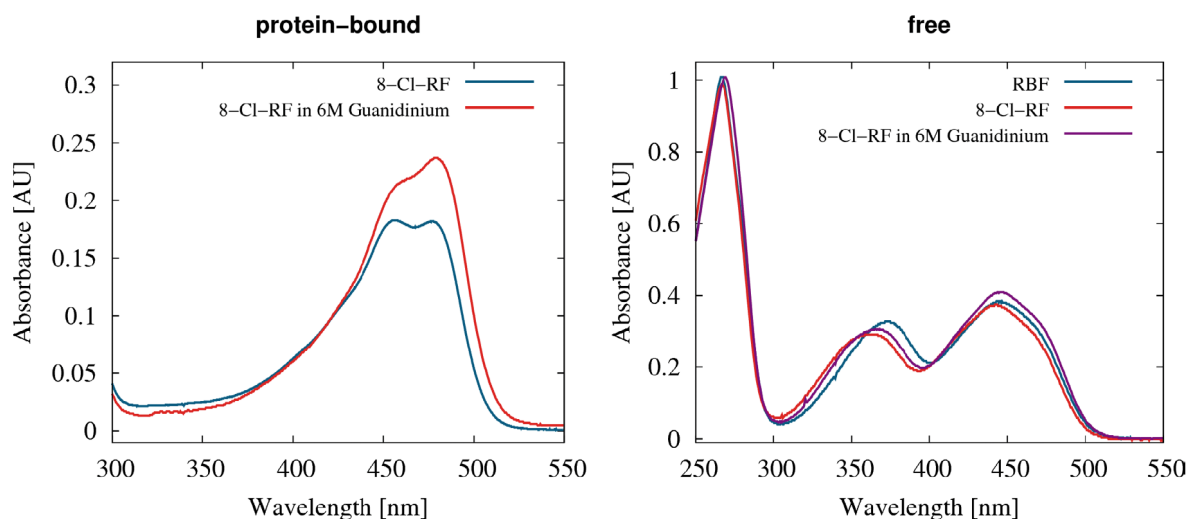 protein−bound
8−Cl−RF
8−Cl−RF in 6M Guanidinium
0.3
0.25
0.2
0.15
0.1
0.05
0
Absorbance [AU]
300 350 400 450 500 550
Wavelength [nm]
free
RBF
8−Cl−RF
8−Cl−RF in 6M Guanidinium
1
0.8
0.6
0.4
0.2
0
Absorbance [AU]
250 300 350 400 450 500 550
Wavelength [nm]